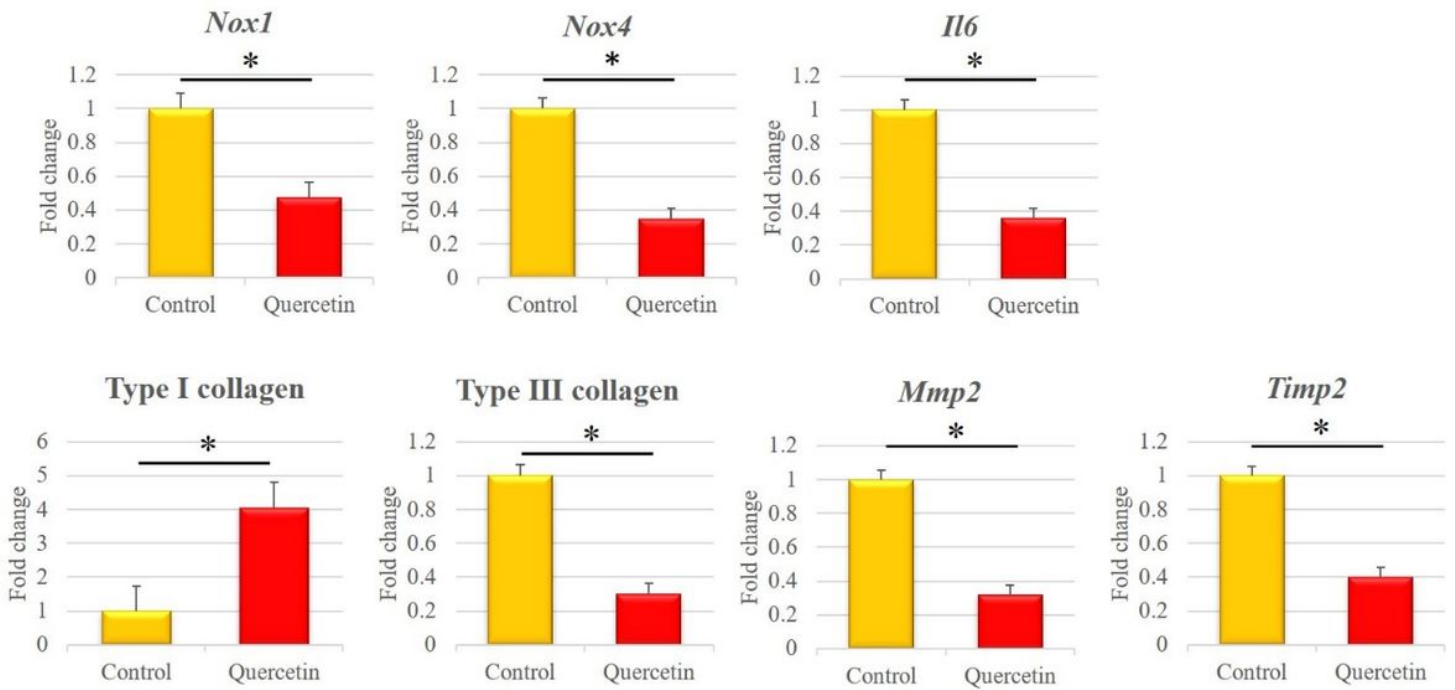 Nox1
*
1.2
1
0.8
0.6
0.4
0.2
0
Fold change
Control Quercetin
Nox4
*
1.2
1
0.8
0.6
0.4
0.2
0
Fold change
Control Quercetin
Il6
*
1.2
1
0.8
0.6
0.4
0.2
0
Fold change
Control Quercetin
Type I collagen
*
6
5
4
3
2
1
0
Fold change
Control Quercetin
Type III collagen
*
1.2
1
0.8
0.6
0.4
0.2
0
Fold change
Control Quercetin
Mmp2
*
1.2
1
0.8
0.6
0.4
0.2
0
Fold change
Control Quercetin
Timp2
*
1.2
1
0.8
0.6
0.4
0.2
0
Fold change
Control Quercetin